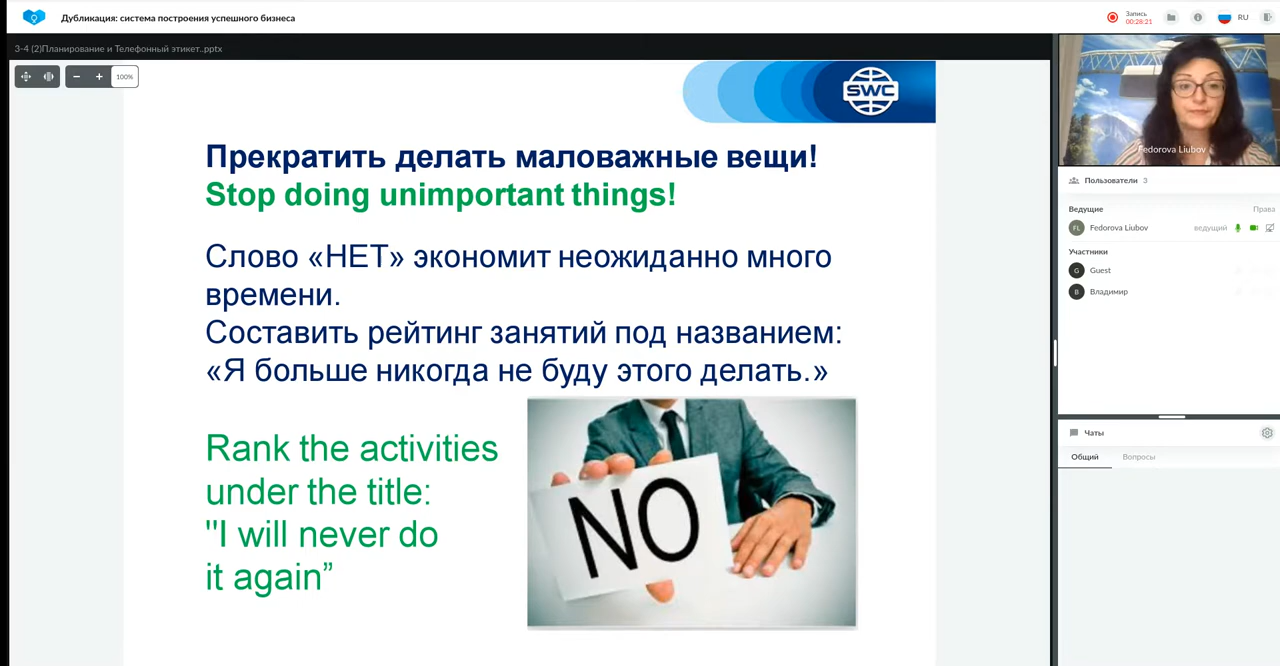 Дубликация: система построения успешного бизнеса
Запись
00:28:21
RU
3-4 (2)Планирование и Телефонный этикет..pptx
100%
SWC
Прекратить делать маловажные вещи!
Stop doing unimportant things!
Слово «НЕТ» экономит неожиданно много
времени.
Составить рейтинг занятий под названием:
«Я больше никогда не буду этого делать.»
Rank the activities
under the title:
"I will never do
it again”
NO
Fedorova Liubov
Пользователи 3
Ведущие Права
FL Fedorova Liubov ведущий
Участники
G Guest
В Владимир
Чаты
Общий Вопросы